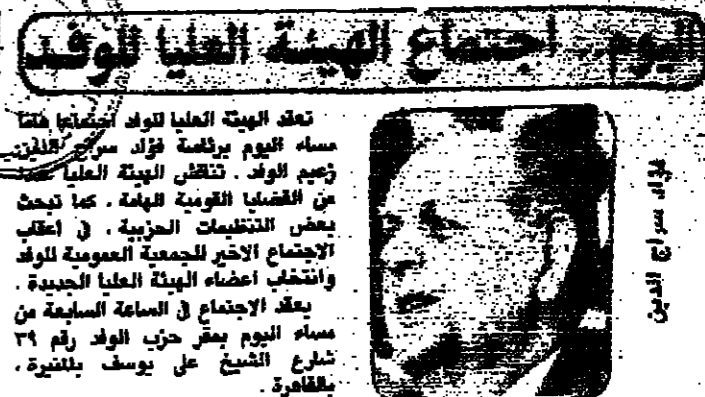 اليوم.. اجتماع الهيئة العليا للوفد
تعقد الهيئة العليا للوفد اجتماعا هاما
مساء اليوم برئاسة فؤاد سراج الدين
زعيم الوفد . تناقش الهيئة العليا عددا
من القضايا القومية الهامة ، كما تبحث
بعض التنظيمات الحزبية ، في أعقاب
الاجتماع الاخير للجمعية العمومية للوفد
وانتخاب أعضاء الهيئة العليا الجديدة .
يعقد الاجتماع في الساعة السابعة من
مساء اليوم بمقر حزب الوفد رقم ٣٩
شارع الشيخ على يوسف بالمنيرة ،
بالقاهرة .
فؤاد سراج الدين